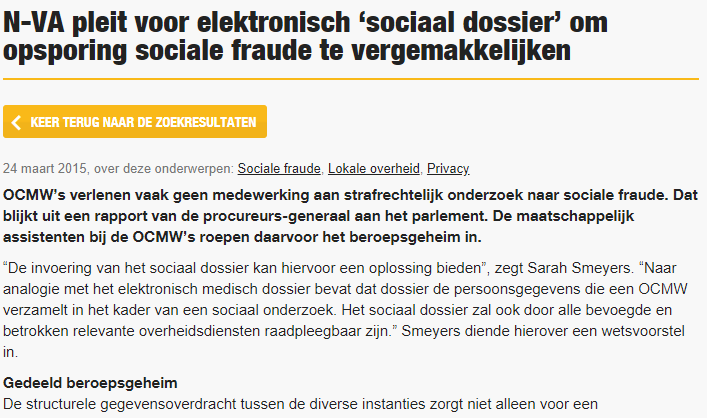 N-VA pleit voor elektronisch ‘sociaal dossier’ om
opsporing sociale fraude te vergemakkelijken
KEER TERUG NAAR DE ZOEKRESULTATEN
24 maart 2015, over deze onderwerpen: Sociale fraude, Lokale overheid, Privacy
OCMW’s verlenen vaak geen medewerking aan strafrechtelijk onderzoek naar sociale fraude. Dat
blijkt uit een rapport van de procureurs-generaal aan het parlement. De maatschappelijk
assistenten bij de OCMW’s roepen daarvoor het beroepsgeheim in.
“De invoering van het sociaal dossier kan hiervoor een oplossing bieden”, zegt Sarah Smeyers. “Naar
analogie met het elektronisch medisch dossier bevat dat dossier de persoonsgegevens die een OCMW
verzamelt in het kader van een sociaal onderzoek. Het sociaal dossier zal ook door alle bevoegde en
betrokken relevante overheidsdiensten raadpleegbaar zijn.” Smeyers diende hierover een wetsvoorstel
in.
Gedeeld beroepsgeheim
De structurele gegevensoverdracht tussen de diverse instanties zorgt niet alleen voor een